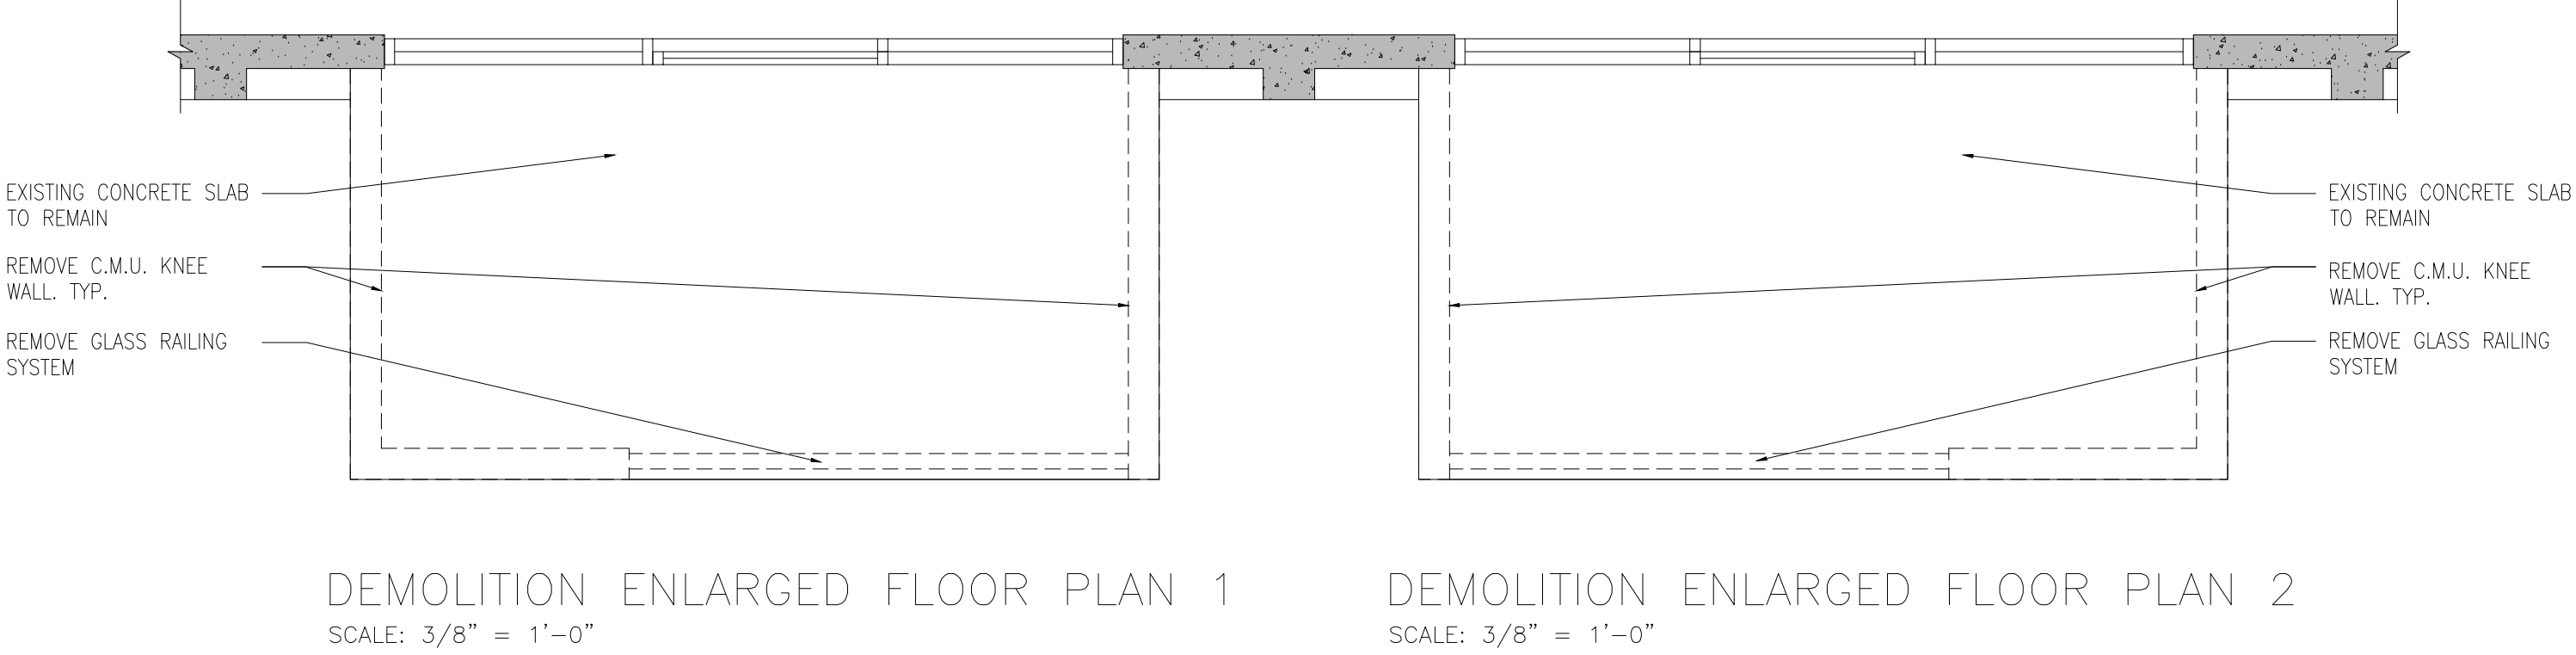 EXISTING CONCRETE SLAB
TO REMAIN
REMOVE C.M.U. KNEE
WALL. TYP.
REMOVE GLASS RAILING
SYSTEM
EXISTING CONCRETE SLAB
TO REMAIN
REMOVE C.M.U. KNEE
WALL. TYP.
REMOVE GLASS RAILING
SYSTEM
DEMOLITION ENLARGED FLOOR PLAN 1
SCALE: 3/8" = 1'-0"
DEMOLITION ENLARGED FLOOR PLAN 2
SCALE: 3/8" = 1'-0"